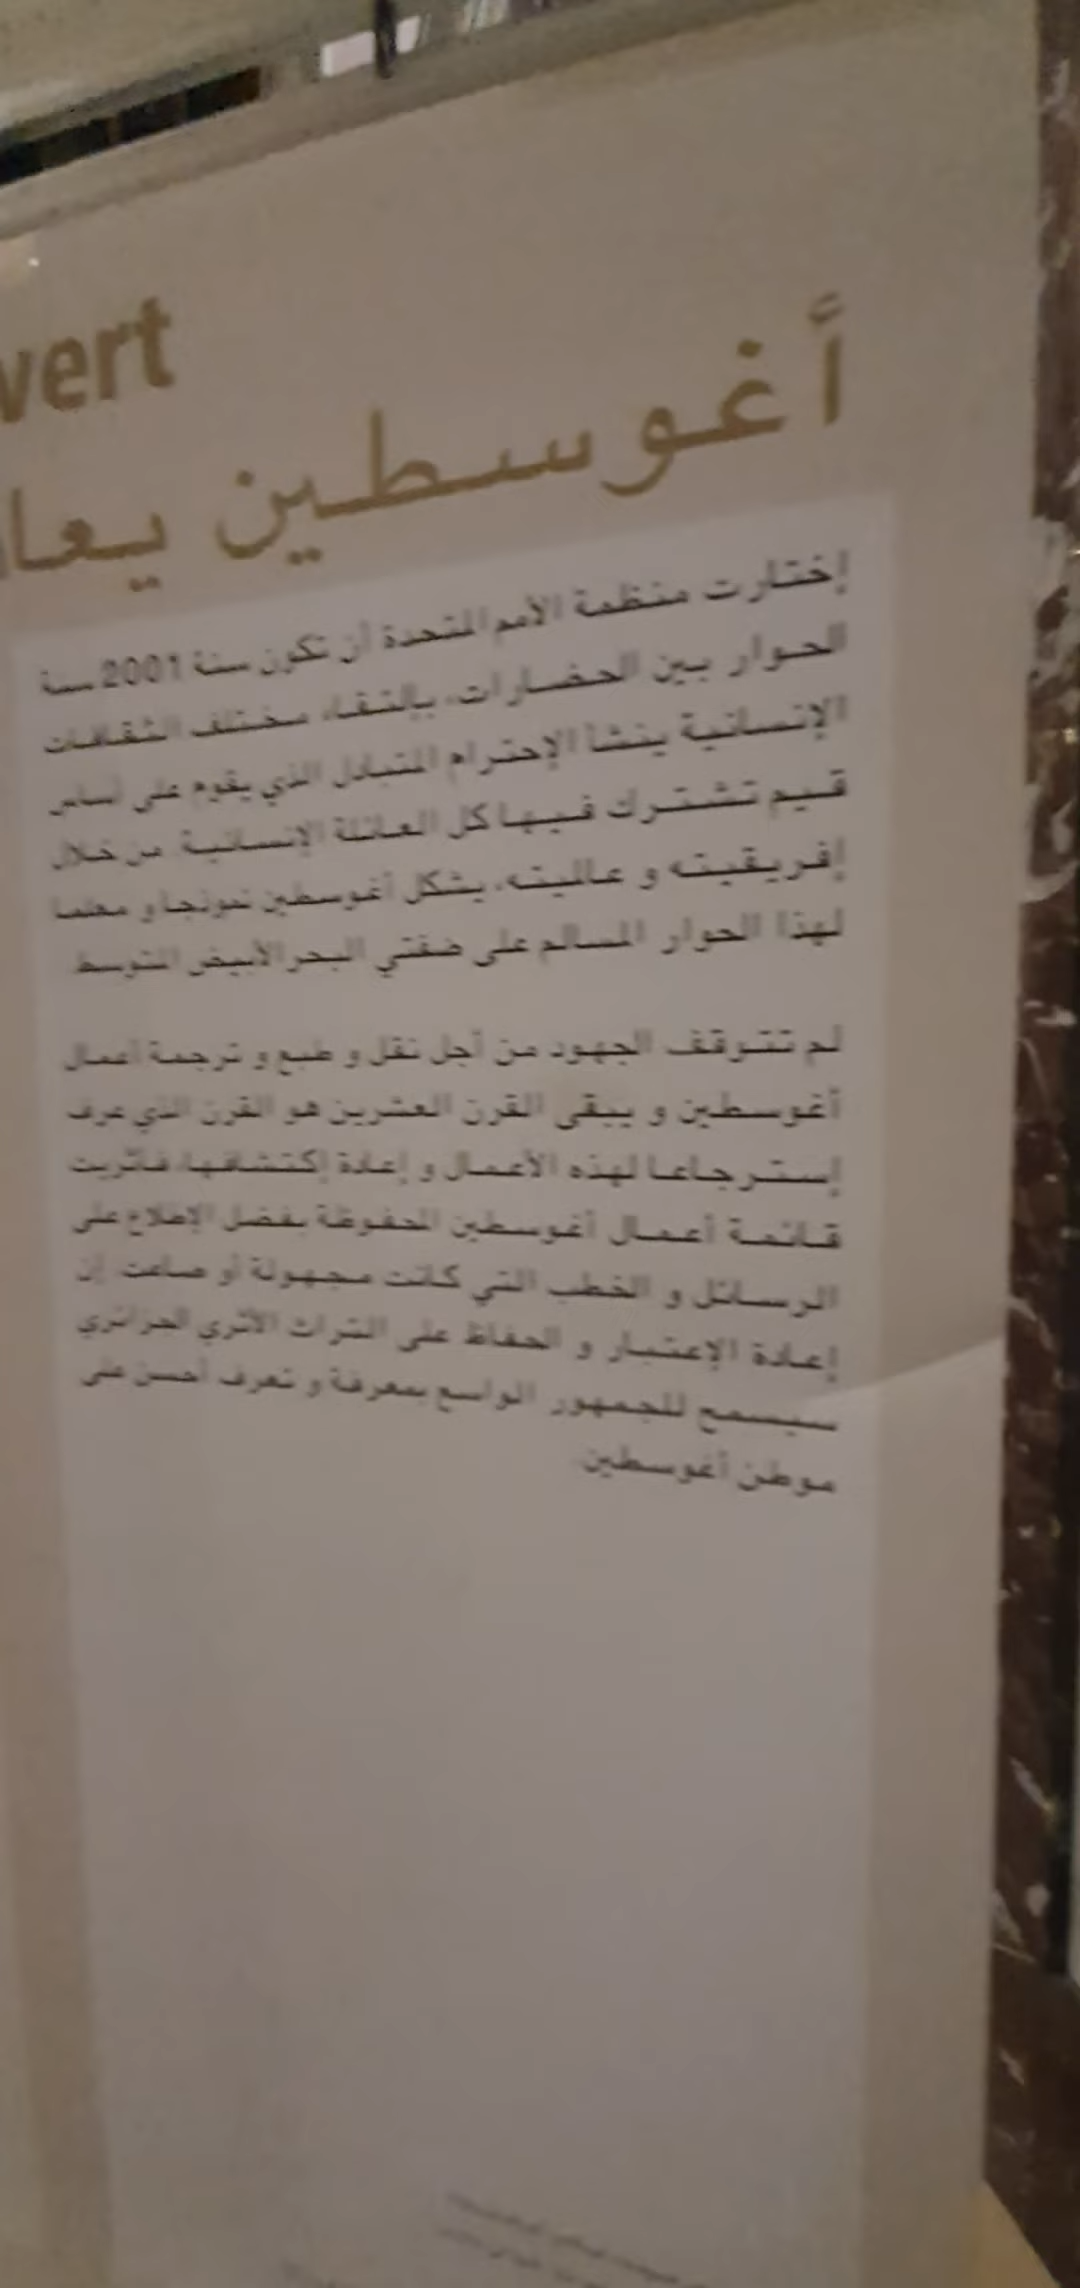 vert
أغوسطين يعا
إختارت منظمة الأمم المتحدة أن تكون سنة 2001 سنة
الحوار بين الحضارات، بإلتقاء مختلف الثقافات
الإنسانية ينشأ الإحترام المتبادل الذي يقوم على أساس
قيم تشترك فيها كل العائلة الإنسانية من خلال
إفريقيته و عالميته، يشكل أغوسطين نموذجا و معلما
لهذا الحوار المسالم على ضفتي البحر الأبيض المتوسط
لم تتوقف الجهود من أجل نقل و طبع و ترجمة أعمال
أغوسطين و يبقى القرن العشرين هو القرن الذي عرف
إسترجاعا لهذه الأعمال و إعادة إكتشافها، فأثريت
قائمة أعمال أغوسطين المحفوظة بفضل الإطلاع على
الرسائل و الخطب التي كانت مجهولة أو ضاعت إن
إعادة الإعتبار و الحفاظ على التراث الأثري الجزائري
سيسمح للجمهور الواسع بمعرفة و تعرف أحسن على
موطن أغوسطين